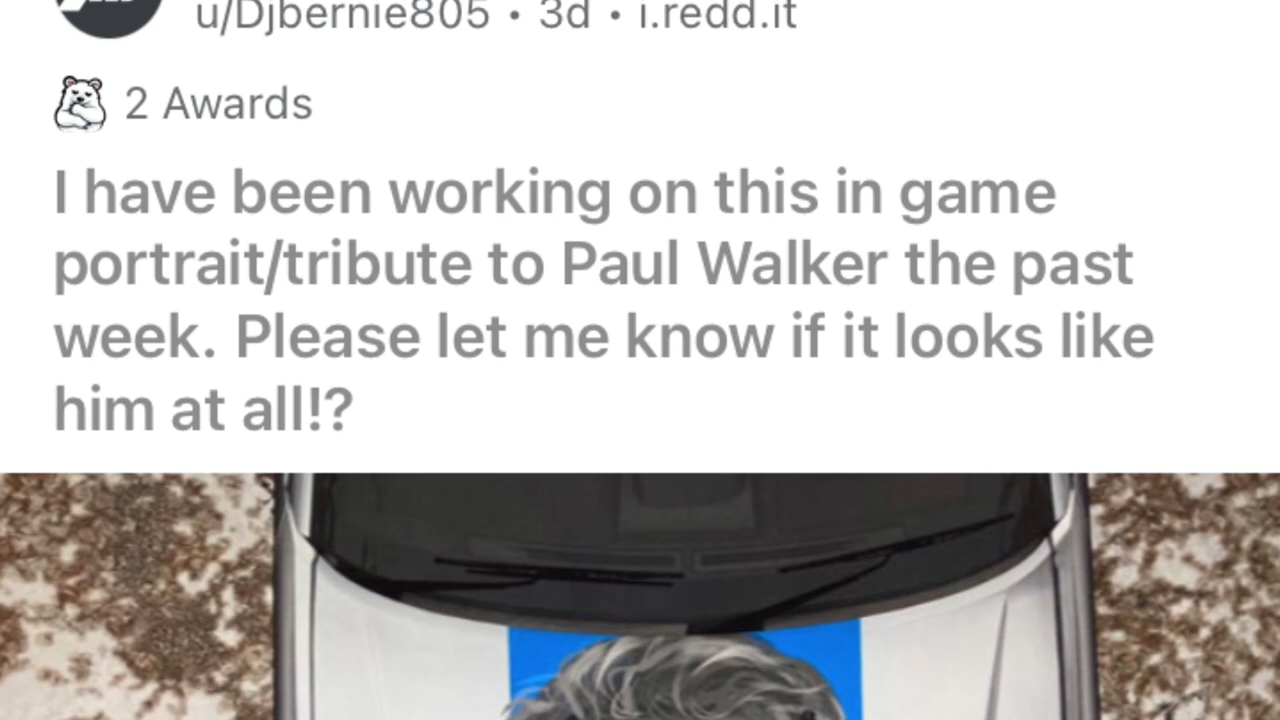 u/Djbernie805 • 3d • i.redd.it
2 Awards
I have been working on this in game
portrait/tribute to Paul Walker the past
week. Please let me know if it looks like
him at all!?